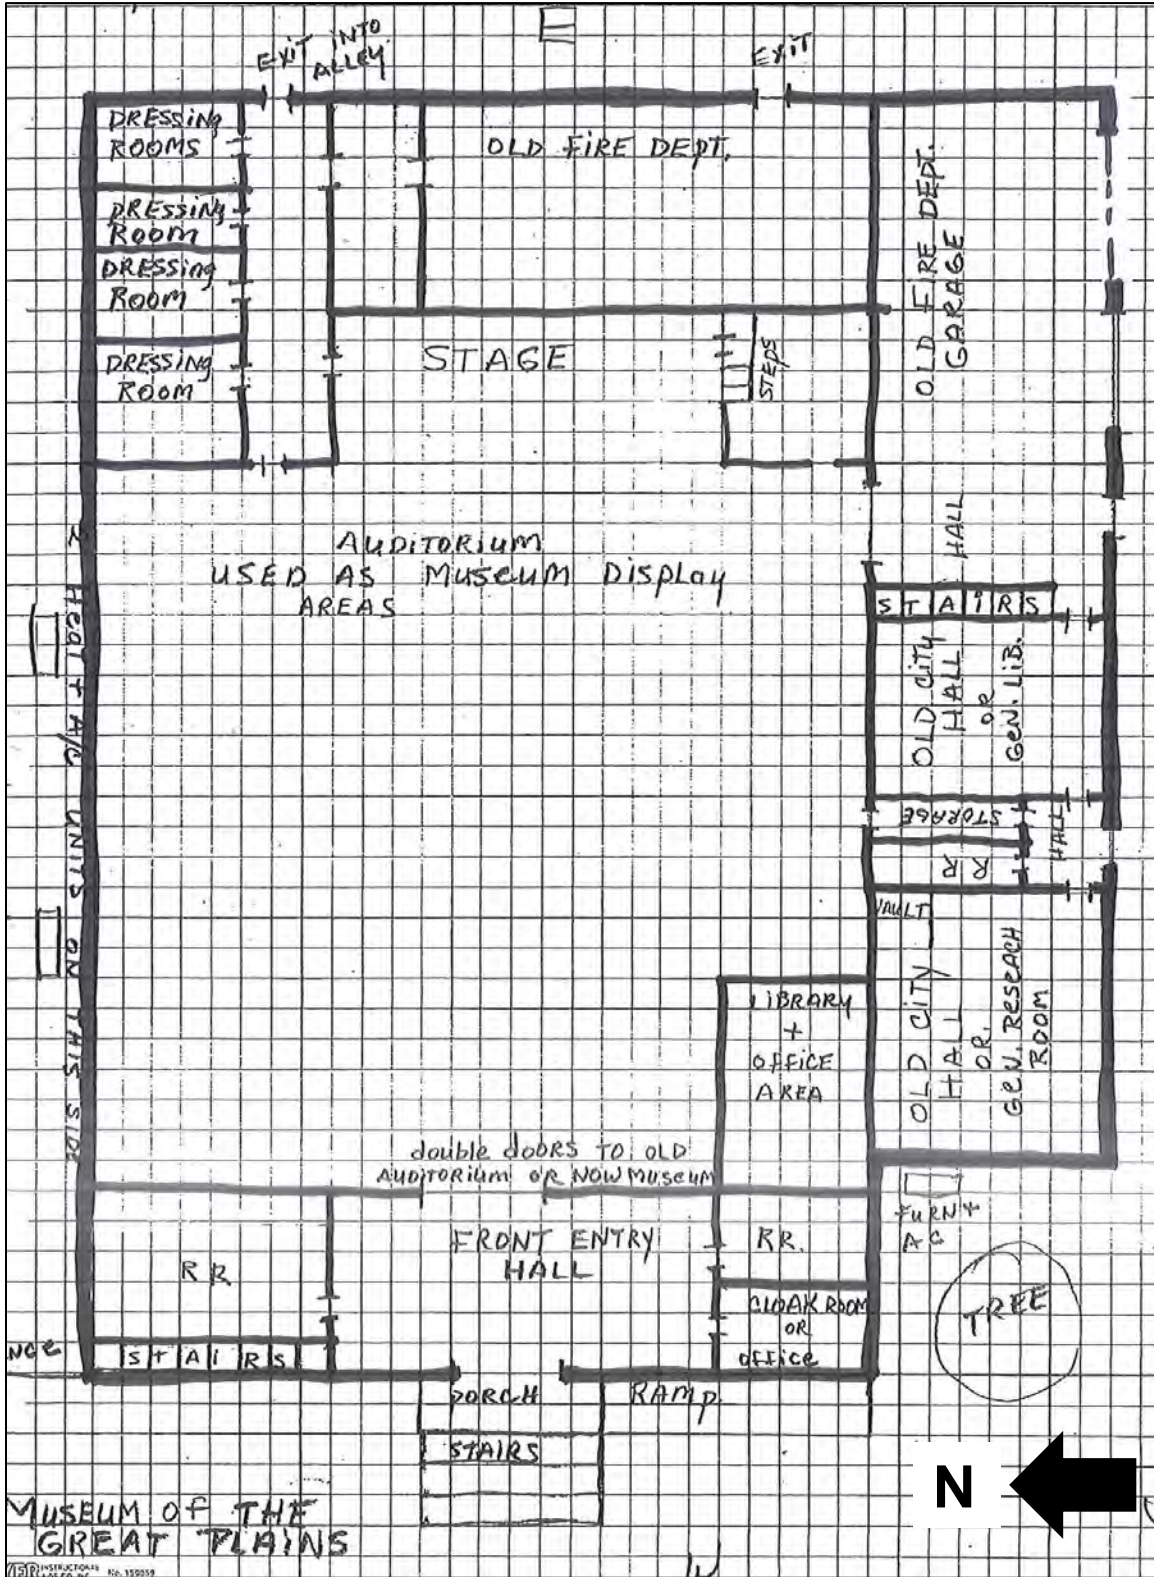 EXIT INTO
ALLEY.
EXIT
DRESSING
ROOMS
DRESSING
ROOM
DRESSING
ROOM
DRESSING
ROOM
OLD FIRE DEPT.
OLD FIRE DEPT.
GARAGE
STAGE
STEPS
AUDITORIUM
USED AS MUSEUM DISPLAY
AREAS
HALL
STAIRS
OLD CITY
HALL
OR
GEN. LIB.
STORAGE
HALL
RR
VAULT
2 HEAT + A/C UNITS ON THIS SIDE
OLD CITY
HALL
OR.
GEN. RESEACH
ROOM
LIBRARY
+
OFFICE
AREA
double doors TO OLD
AUDITORIUM OR NOW MUSEUM
FRONT ENTRY
HALL
RR.
RR
CLOAK ROOM
OR
OFFICE
FURN +
AC
TREE
STAIRS
PORCH
RAMP.
STAIRS
N
MUSEUM OF THE
GREAT PLAINS